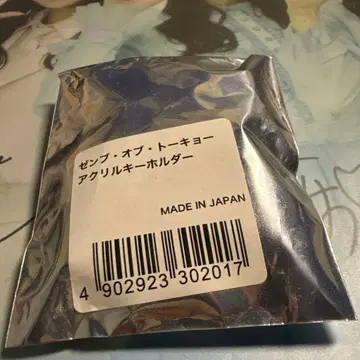 ゼンブ・オブ・トーキョー
アクリルキーホルダー
MADE IN JAPAN
4 902923 302017